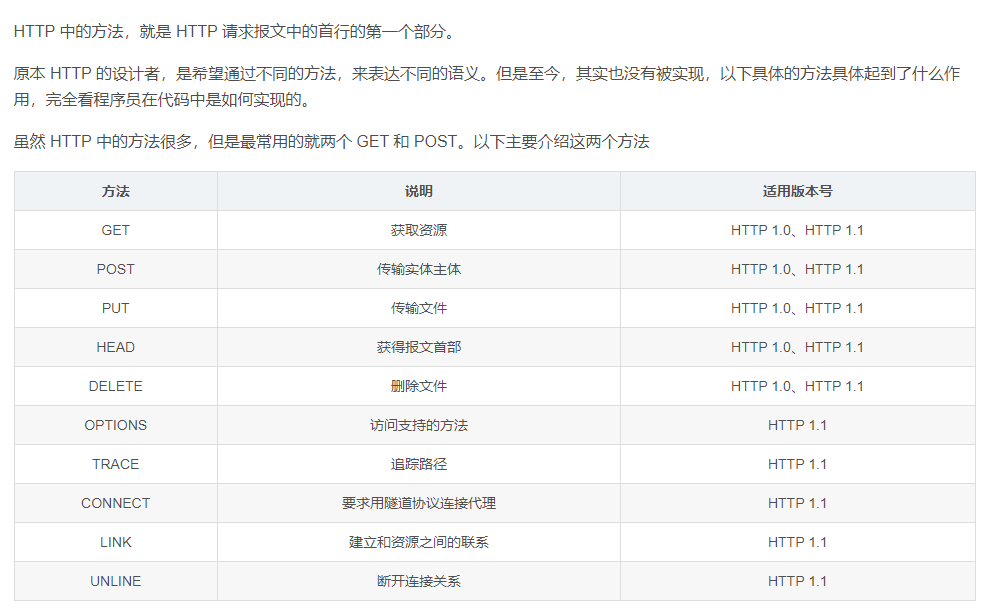 HTTP 中的方法，就是 HTTP 请求报文中的首行的第一个部分。
原本 HTTP 的设计者，是希望通过不同的方法，来表达不同的语义。但是至今，其实也没有被实现，以下具体的方法具体起到了什么作
用，完全看程序员在代码中是如何实现的。
虽然 HTTP 中的方法很多，但是最常用的就两个 GET 和 POST。以下主要介绍这两个方法
方法 说明 适用版本号
GET 获取资源 HTTP 1.0、HTTP 1.1
POST 传输实体主体 HTTP 1.0、HTTP 1.1
PUT 传输文件 HTTP 1.0、HTTP 1.1
HEAD 获得报文首部 HTTP 1.0、HTTP 1.1
DELETE 删除文件 HTTP 1.0、HTTP 1.1
OPTIONS 访问支持的方法 HTTP 1.1
TRACE 追踪路径 HTTP 1.1
CONNECT 要求用隧道协议连接代理 HTTP 1.1
LINK 建立和资源之间的联系 HTTP 1.1
UNLINE 断开连接关系 HTTP 1.1